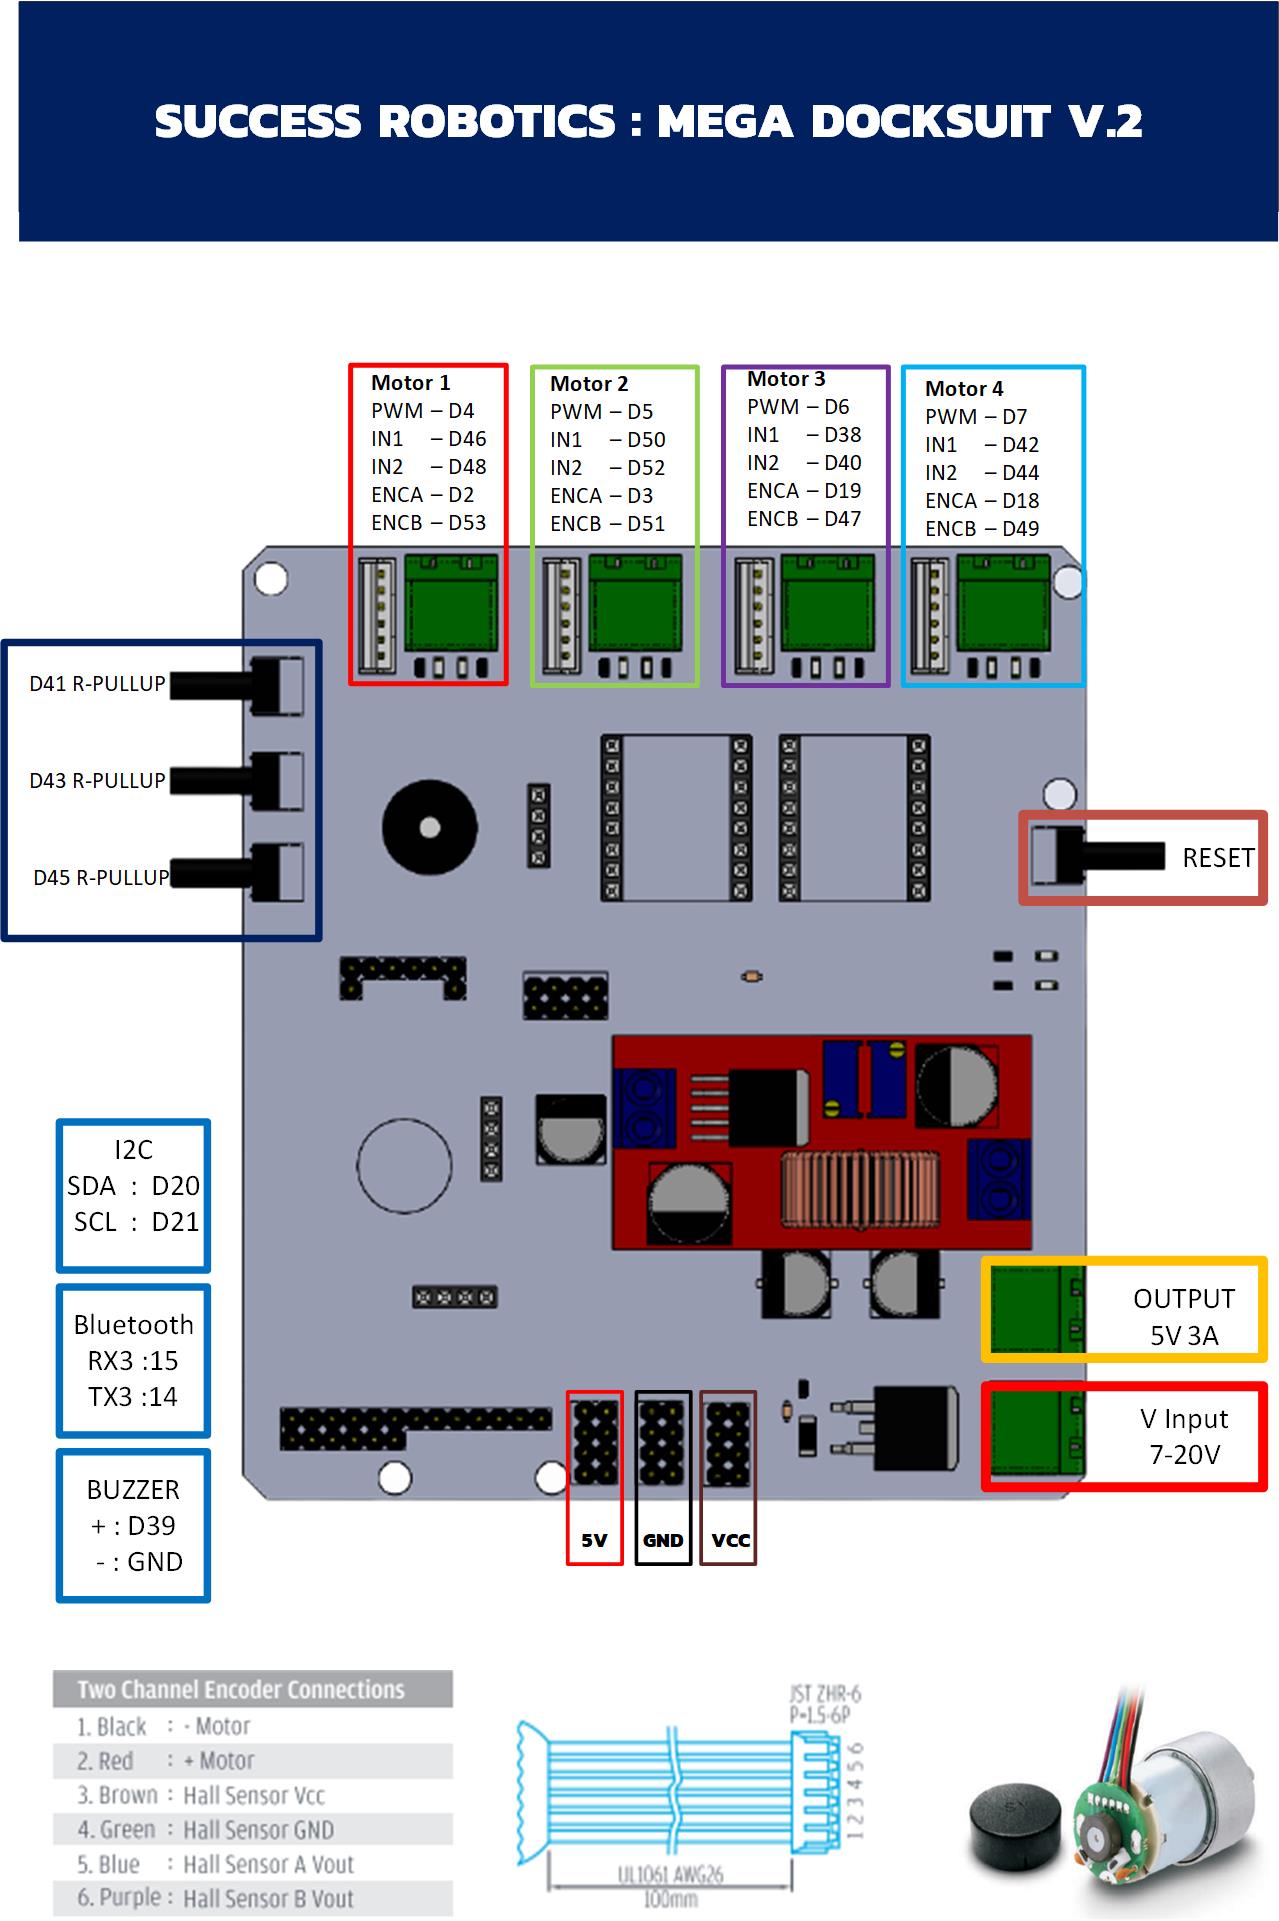 SUCCESS ROBOTICS : MEGA DOCKSUIT V.2
Motor 1
PWM – D4
IN1 – D46
IN2 – D48
ENCA – D2
ENCB – D53
Motor 2
PWM – D5
IN1 – D50
IN2 – D52
ENCA – D3
ENCB – D51
Motor 3
PWM – D6
IN1 – D38
IN2 – D40
ENCA – D19
ENCB – D47
Motor 4
PWM – D7
IN1 – D42
IN2 – D44
ENCA – D18
ENCB – D49
D41 R-PULLUP
D43 R-PULLUP
D45 R-PULLUP
RESET
I2C
SDA : D20
SCL : D21
Bluetooth
RX3 :15
TX3 :14
BUZZER
+ : D39
- : GND
OUTPUT
5V 3A
V Input
7-20V
5V
GND
VCC
Two Channel Encoder Connections
1. Black : - Motor
2. Red : + Motor
3. Brown : Hall Sensor Vcc
4. Green : Hall Sensor GND
5. Blue : Hall Sensor A Vout
6. Purple : Hall Sensor B Vout
JST ZHR-6
P=1.5-6P
1 2 3 4 5 6
UL1061 AWG26
100mm